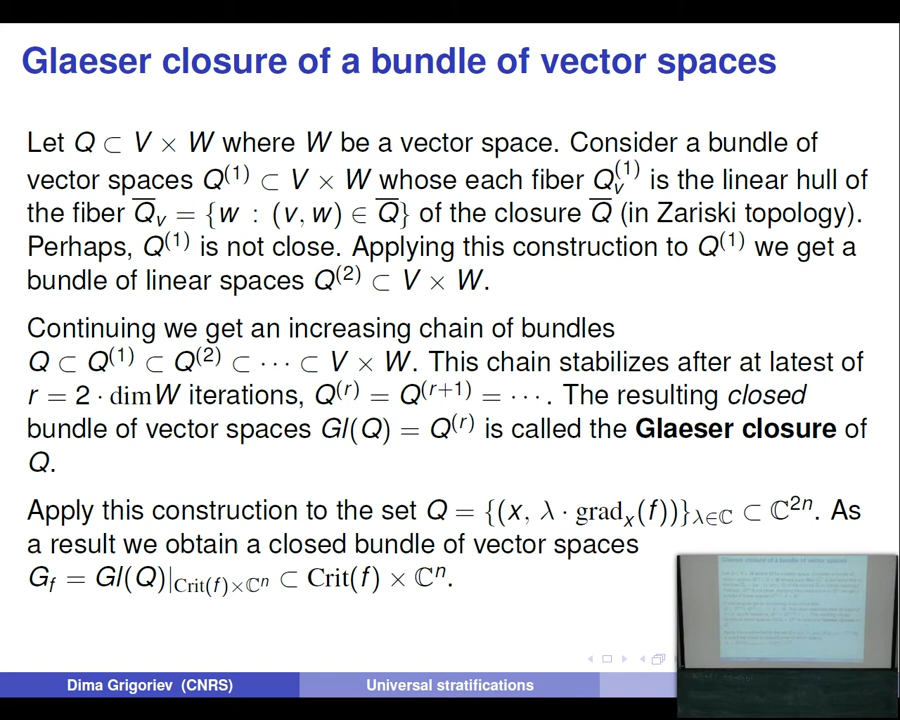 Glaeser closure of a bundle of vector spaces
Let Q ⊂ V × W where W be a vector space. Consider a bundle of
vector spaces Q^(1) ⊂ V × W whose each fiber Q_v^(1) is the linear hull of
the fiber Q̅_v = {w : (v, w) ∈ Q̅} of the closure Q̅ (in Zariski topology).
Perhaps, Q^(1) is not close. Applying this construction to Q^(1) we get a
bundle of linear spaces Q^(2) ⊂ V × W.
Continuing we get an increasing chain of bundles
Q ⊂ Q^(1) ⊂ Q^(2) ⊂ ⋯ ⊂ V × W. This chain stabilizes after at latest of
r = 2 · dimW iterations, Q^(r) = Q^(r+1) = ⋯. The resulting closed
bundle of vector spaces Gl(Q) = Q^(r) is called the Glaeser closure of
Q.
Apply this construction to the set Q = {(x, λ · grad_x(f))}_{λ∈ℂ} ⊂ ℂ^{2n}. As
a result we obtain a closed bundle of vector spaces
G_f = Gl(Q)|_{Crit(f)×ℂ^n} ⊂ Crit(f) × ℂ^n.
Dima Grigoriev (CNRS)
Universal stratifications